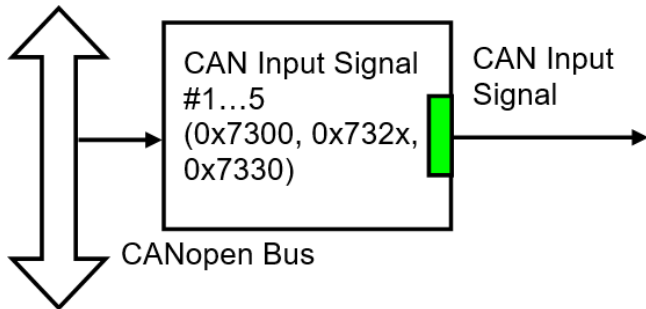 CAN Input Signal
#1…5
(0x7300, 0x732x,
0x7330)
CAN Input
Signal
CANopen Bus